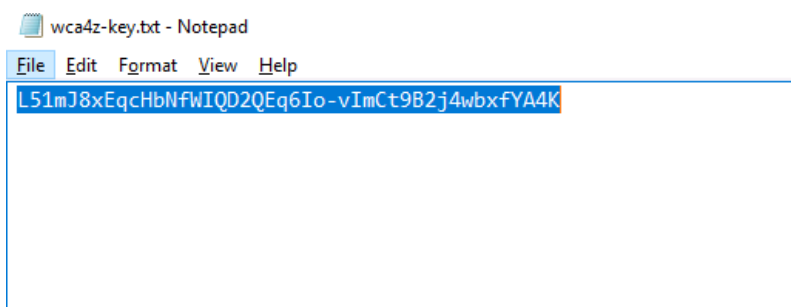 wca4z-key.txt - Notepad
File Edit Format View Help
L51mJ8xEqcHbNfWIQD2QEq6Io-vImCt9B2j4wbxfYA4K